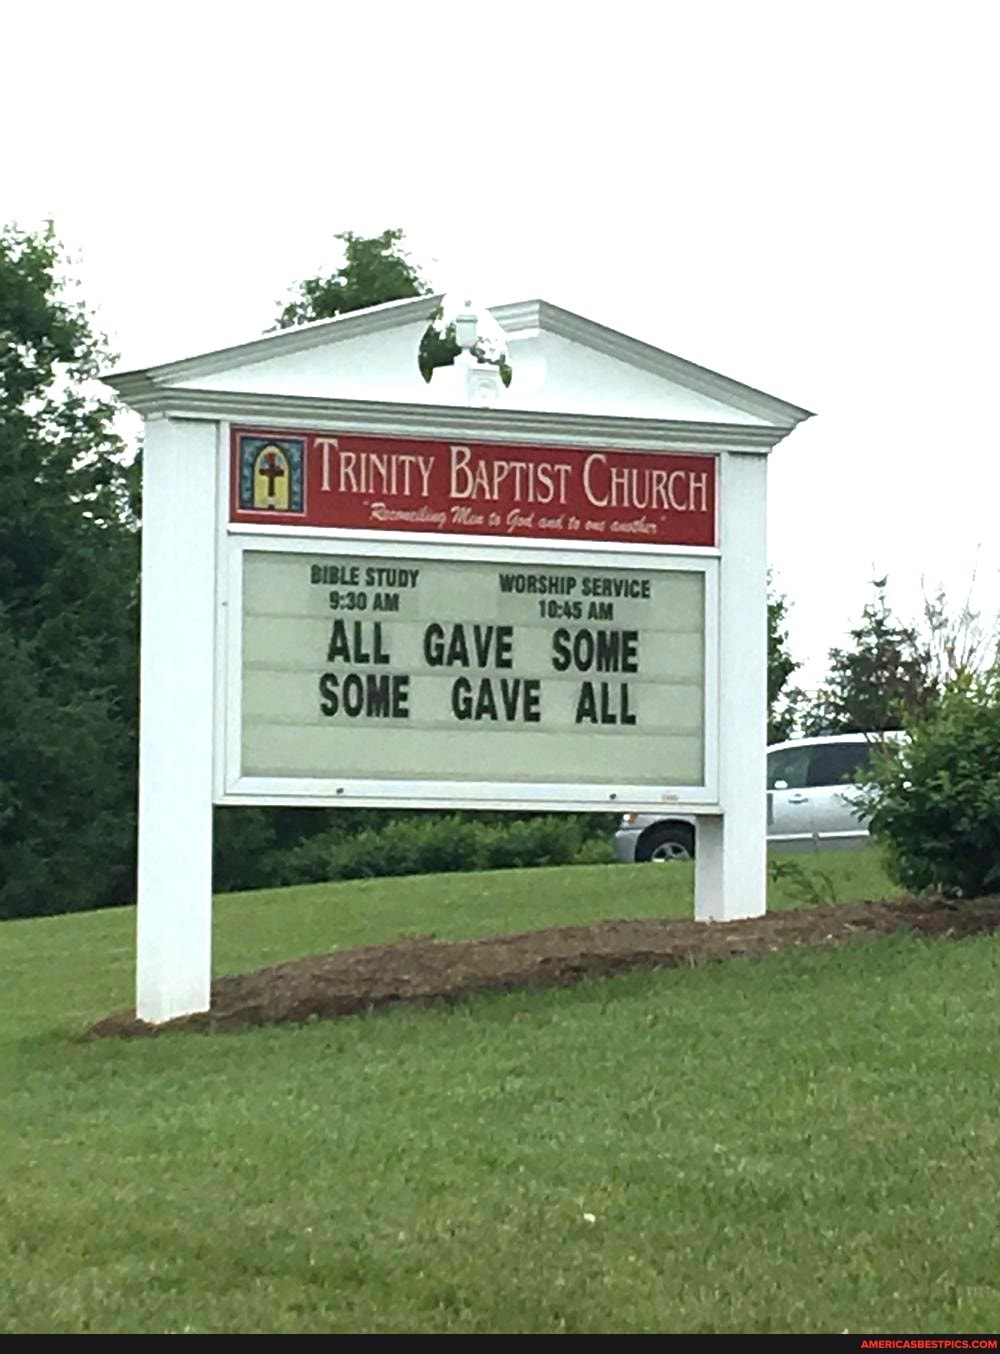 TRINITY BAPTIST CHURCH
"Reconciling Men to God and to one another"
BIBLE STUDY WORSHIP SERVICE
9:30 AM 10:45 AM
ALL GAVE SOME
SOME GAVE ALL
AMERICASBESTPICS.COM